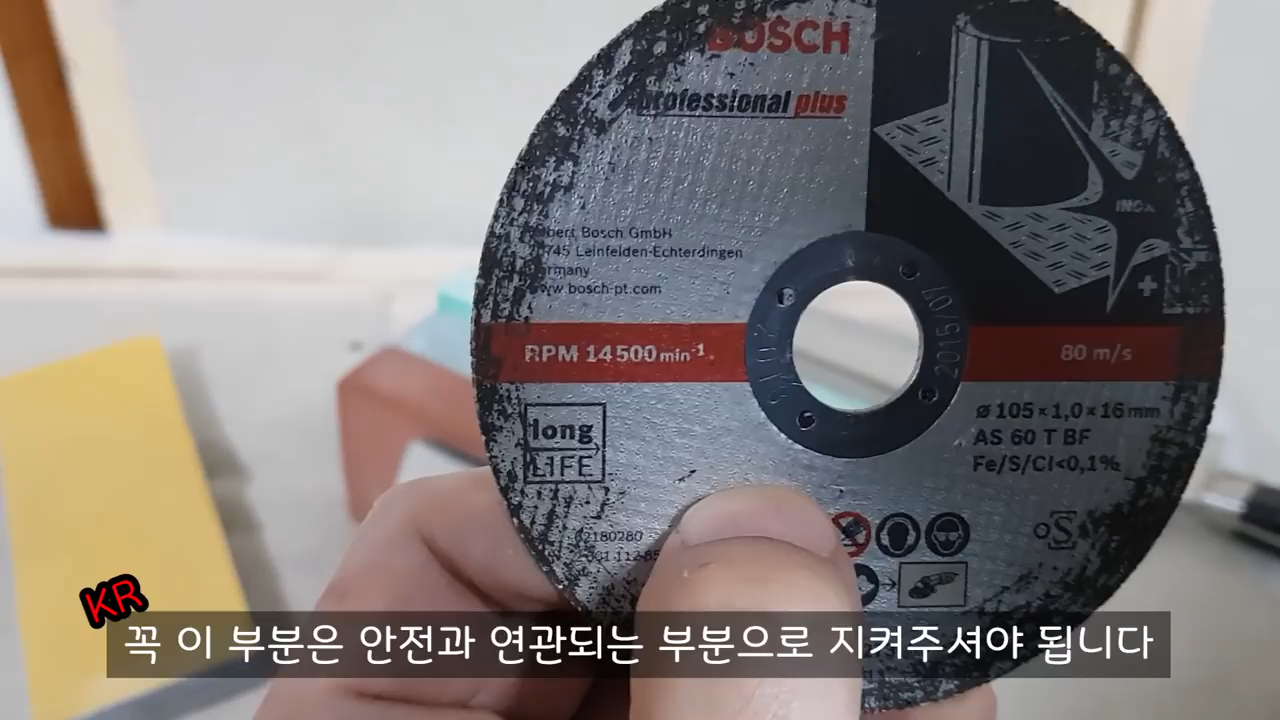 BOSCH
professional plus
INOX
Bosch GmbH
Leinfelden-Echterdingen
www.bosch-pt.com
RPM 14500 min⁻¹
80 m/s
2015/07
long
LIFE
ø 105 × 1,0 × 16 mm
AS 60 T BF
Fe/S/Cl<0,1%
oS
KR
꼭 이 부분은 안전과 연관되는 부분으로 지켜주셔야 됩니다